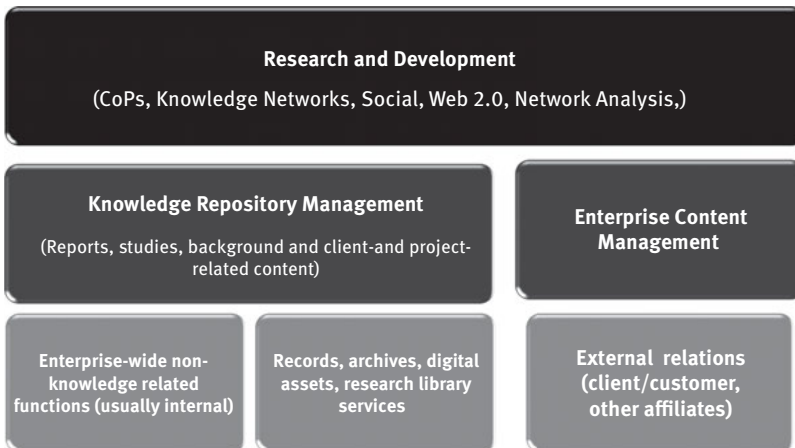 Research and Development
(CoPs, Knowledge Networks, Social, Web 2.0, Network Analysis,)
Knowledge Repository Management
(Reports, studies, background and client-and project-
related content)
Enterprise Content
Management
Enterprise-wide non-
knowledge related
functions (usually internal)
Records, archives, digital
assets, research library
services
External relations
(client/customer,
other affiliates)